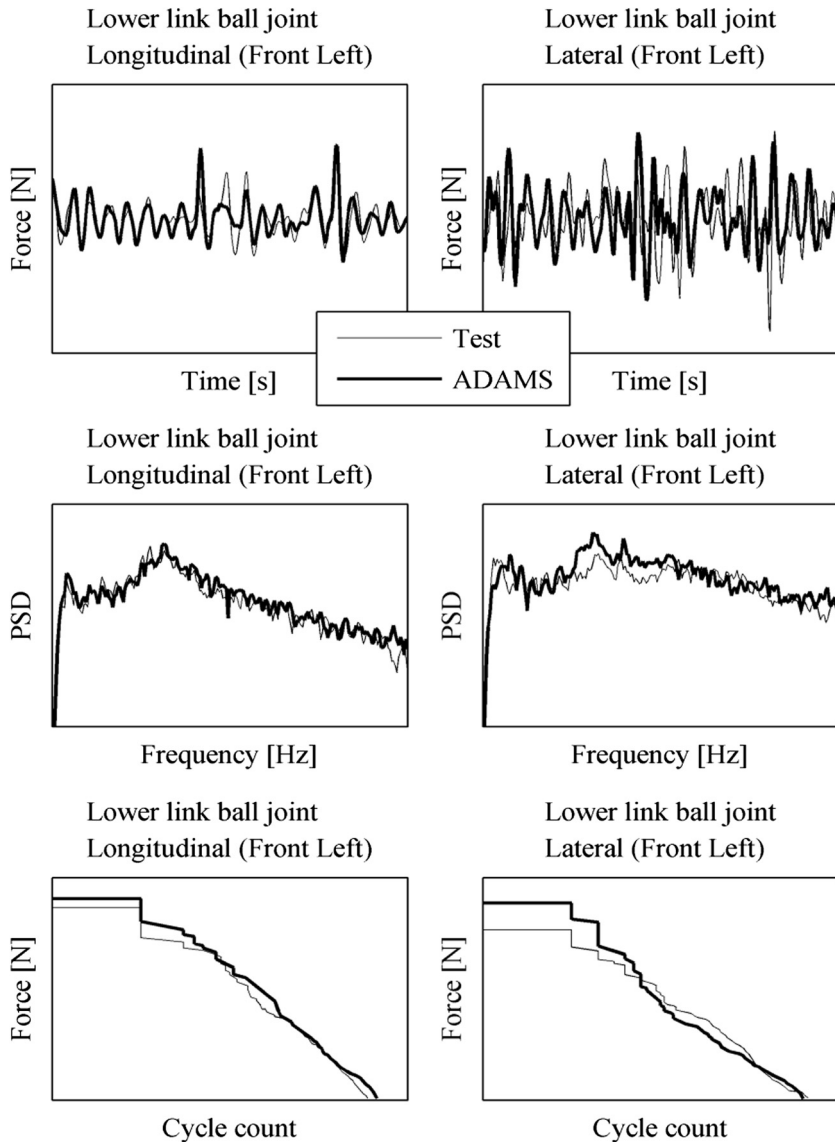 Lower link ball joint
Longitudinal (Front Left)
Lower link ball joint
Lateral (Front Left)
Force [N]
Force [N]
Test
ADAMS
Time [s]
Time [s]
Lower link ball joint
Longitudinal (Front Left)
Lower link ball joint
Lateral (Front Left)
PSD
PSD
Frequency [Hz]
Frequency [Hz]
Lower link ball joint
Longitudinal (Front Left)
Lower link ball joint
Lateral (Front Left)
Force [N]
Force [N]
Cycle count
Cycle count